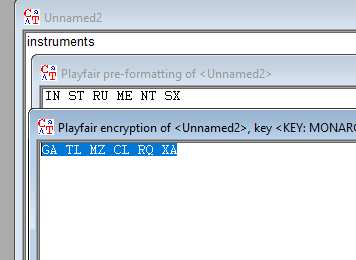 Unnamed2
instruments
Playfair pre-formatting of <Unnamed2>
IN ST RU ME NT SX
Playfair encryption of <Unnamed2>, key <KEY: MONARC
GA TL MZ CL RQ XA